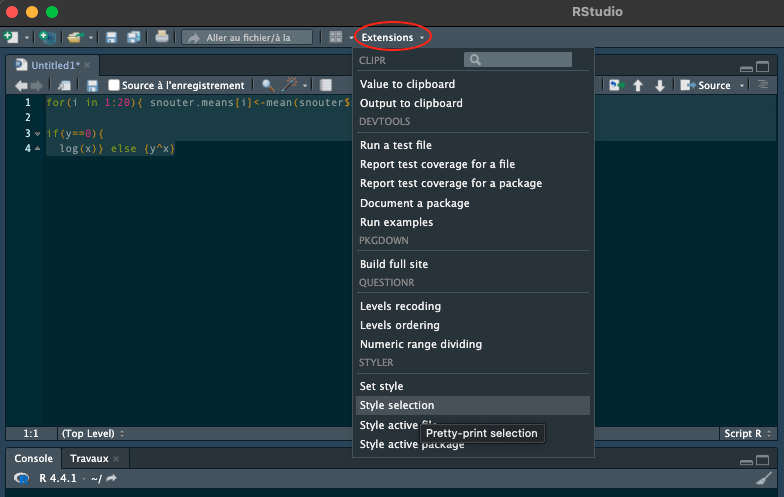 RStudio
Aller au fichier/à la
Extensions
Untitled1*
Source à l'enregistrement
Source
1 for(i in 1:20){ snouter.means[i]<-mean(snouter$
2
3 if(y==0){
4 log(x)} else {y^x}
CLIPR
Value to clipboard
Output to clipboard
DEVTOOLS
Run a test file
Report test coverage for a file
Report test coverage for a package
Document a package
Run examples
PKGDOWN
Build full site
QUESTIONR
Levels recoding
Levels ordering
Numeric range dividing
STYLER
Set style
Style selection
Style active
Pretty-print selection
Style active package
1:1 (Top Level)
Script R
Console Travaux
R 4.4.1 · ~/